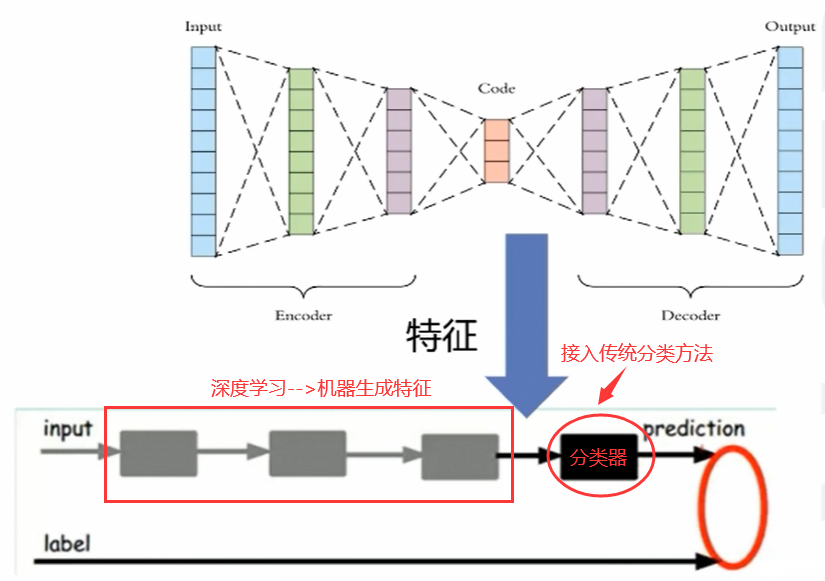 Input
Output
Code
Encoder
Decoder
特征
接入传统分类方法
深度学习-->机器生成特征
input
prediction
分类器
label